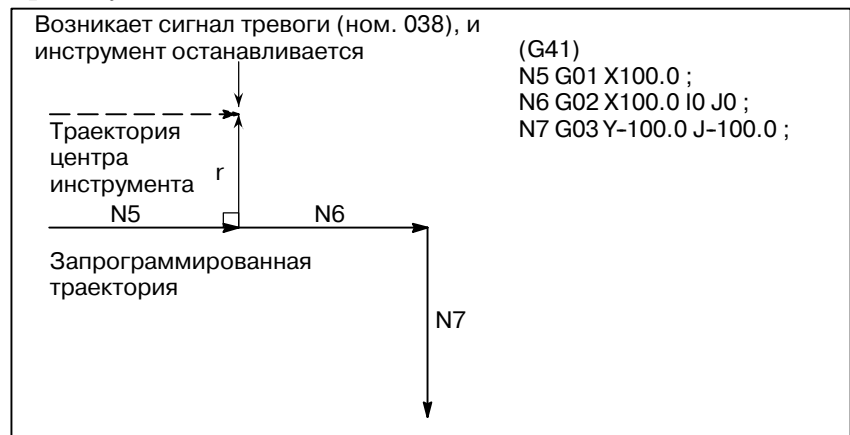 Возникает сигнал тревоги (ном. 038), и
инструмент останавливается
(G41)
N5 G01 X100.0 ;
N6 G02 X100.0 I0 J0 ;
N7 G03 Y-100.0 J-100.0 ;
Траектория
центра
инструмента
r
N5
N6
Запрограммированная
траектория
N7